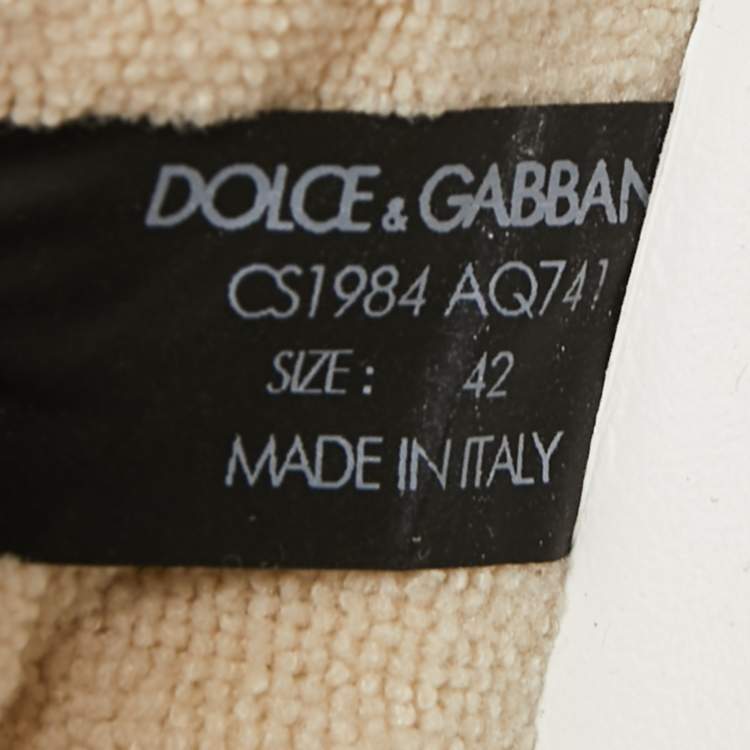 DOLCE & GABBAN
CS1984 AQ741
SIZE: 42
MADE IN ITALY